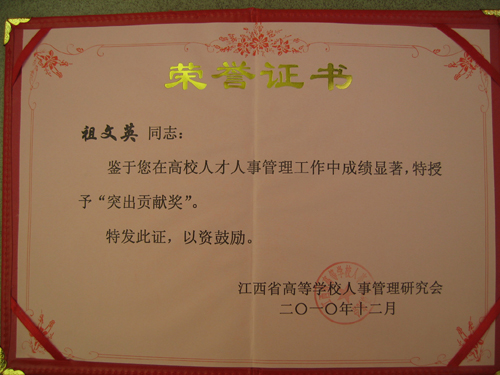 荣誉证书
祖文英 同志：
鉴于您在高校人才人事管理工作中成绩显著，特授
予“突出贡献奖”。
特发此证，以资鼓励。
江西省高等学校人事管理研究会
二〇一〇年十二月